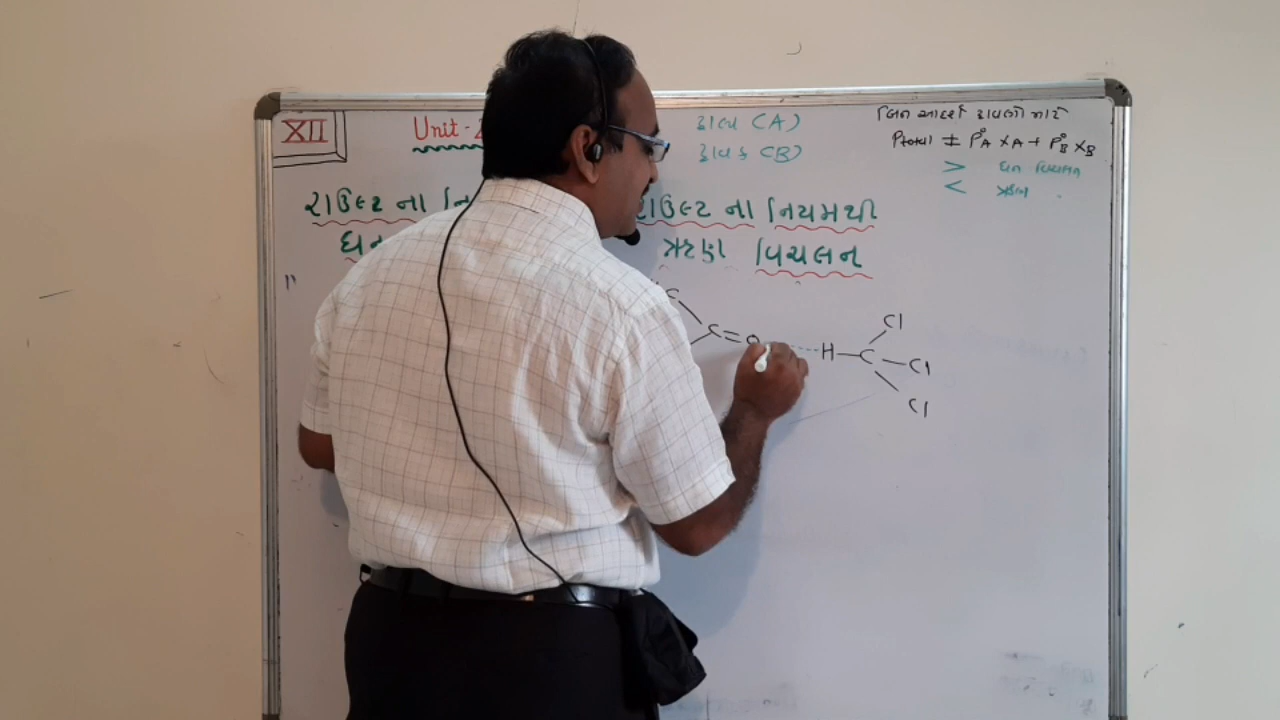 XII
Unit-2
દ્રાવ્ય (A)
દ્રાવક (B)
બિન આદર્શ દ્રાવણો માટે
Ptotal ≠ P°A XA + P°B XB
> ધન વિચલન
< ઋણ
રાઉલ્ટ ના નિ
રાઉલ્ટ ના નિયમથી
ધન
ઋણ વિચલન
Cl
C=O H—C—Cl
Cl